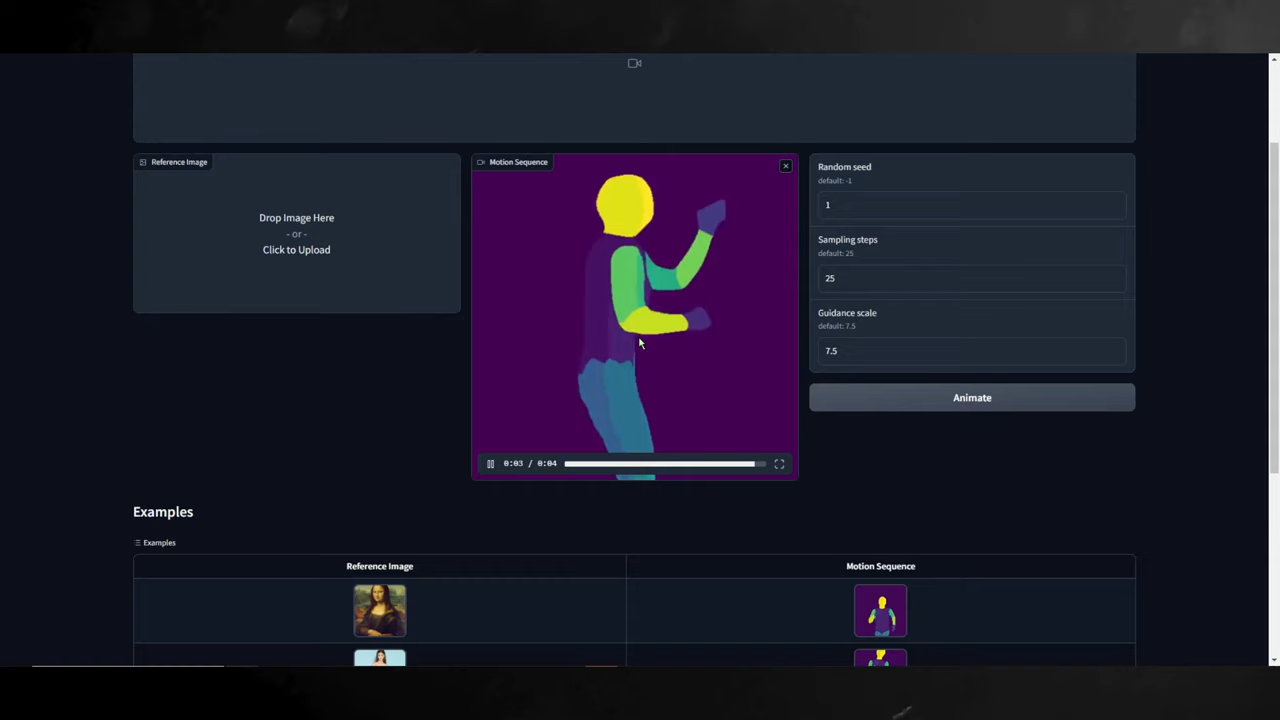 Reference Image
Drop Image Here
- or -
Click to Upload
Motion Sequence
0:03 / 0:04
Random seed
default: -1
1
Sampling steps
default: 25
25
Guidance scale
default: 7.5
7.5
Animate
Examples
Examples
Reference Image
Motion Sequence